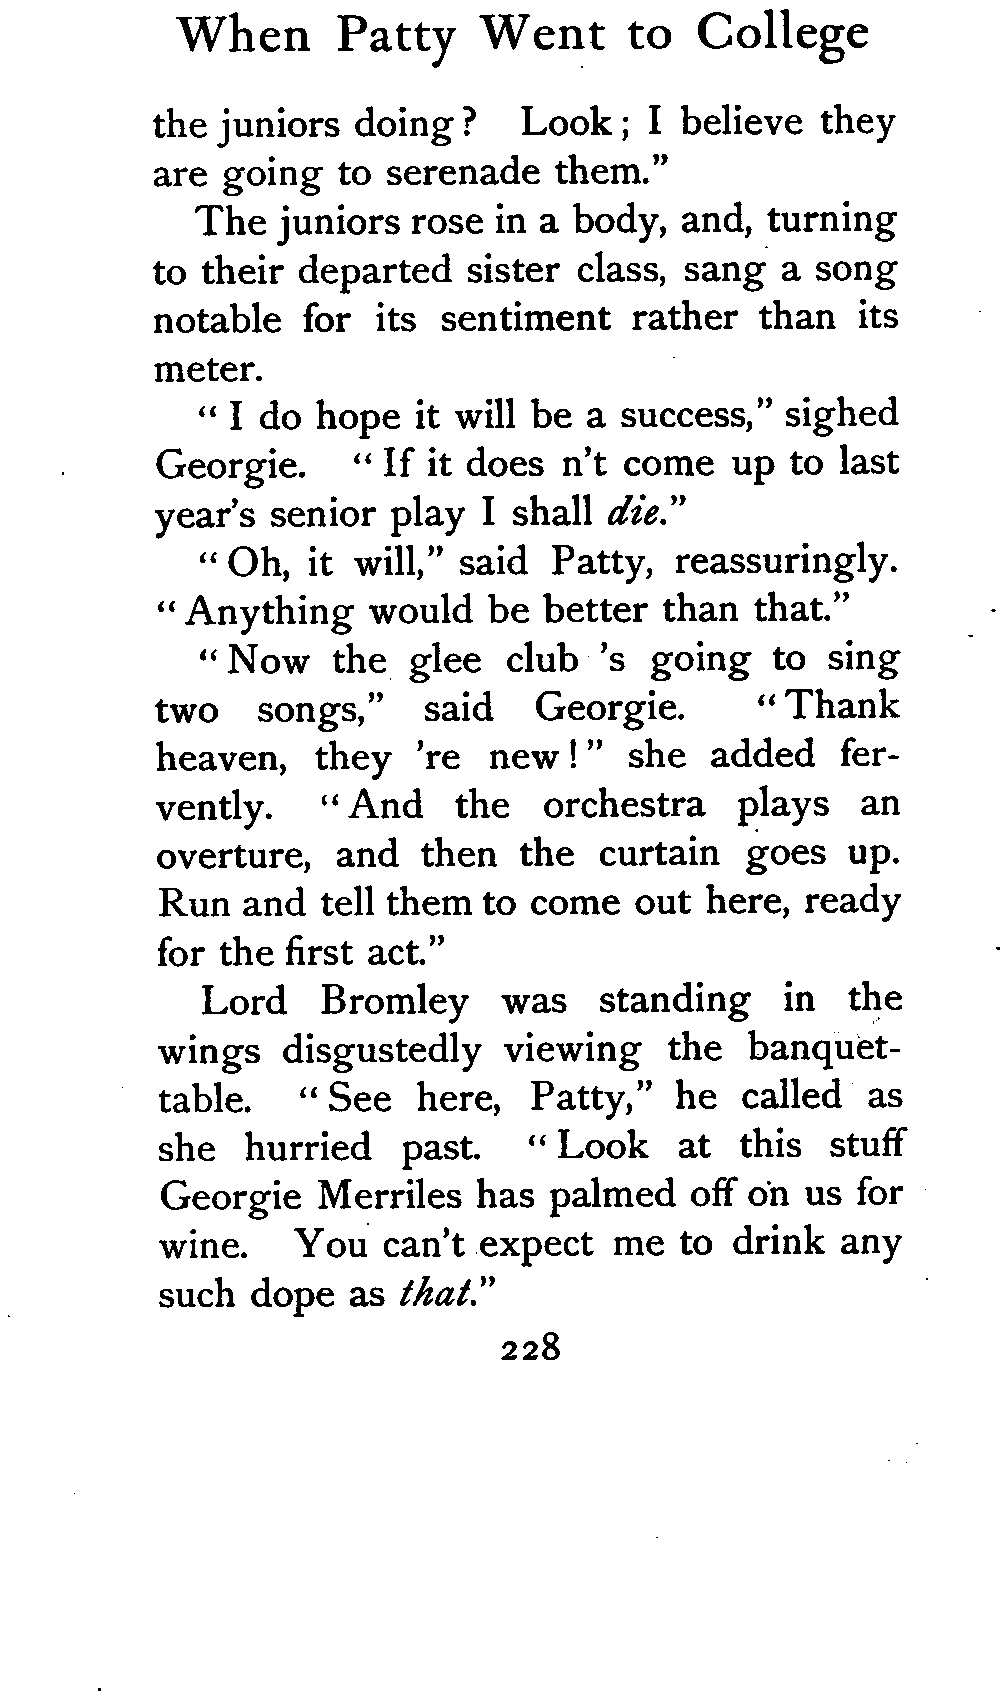 When Patty Went to College
the juniors doing? Look; I believe they
are going to serenade them."
The juniors rose in a body, and, turning
to their departed sister class, sang a song
notable for its sentiment rather than its
meter.
"I do hope it will be a success," sighed
Georgie. "If it does n't come up to last
year's senior play I shall die."
"Oh, it will," said Patty, reassuringly.
"Anything would be better than that."
"Now the glee club 's going to sing
two songs," said Georgie. "Thank
heaven, they 're new!" she added fer-
vently. "And the orchestra plays an
overture, and then the curtain goes up.
Run and tell them to come out here, ready
for the first act."
Lord Bromley was standing in the
wings disgustedly viewing the banquet-
table. "See here, Patty," he called as
she hurried past. "Look at this stuff
Georgie Merriles has palmed off on us for
wine. You can't expect me to drink any
such dope as that."
228